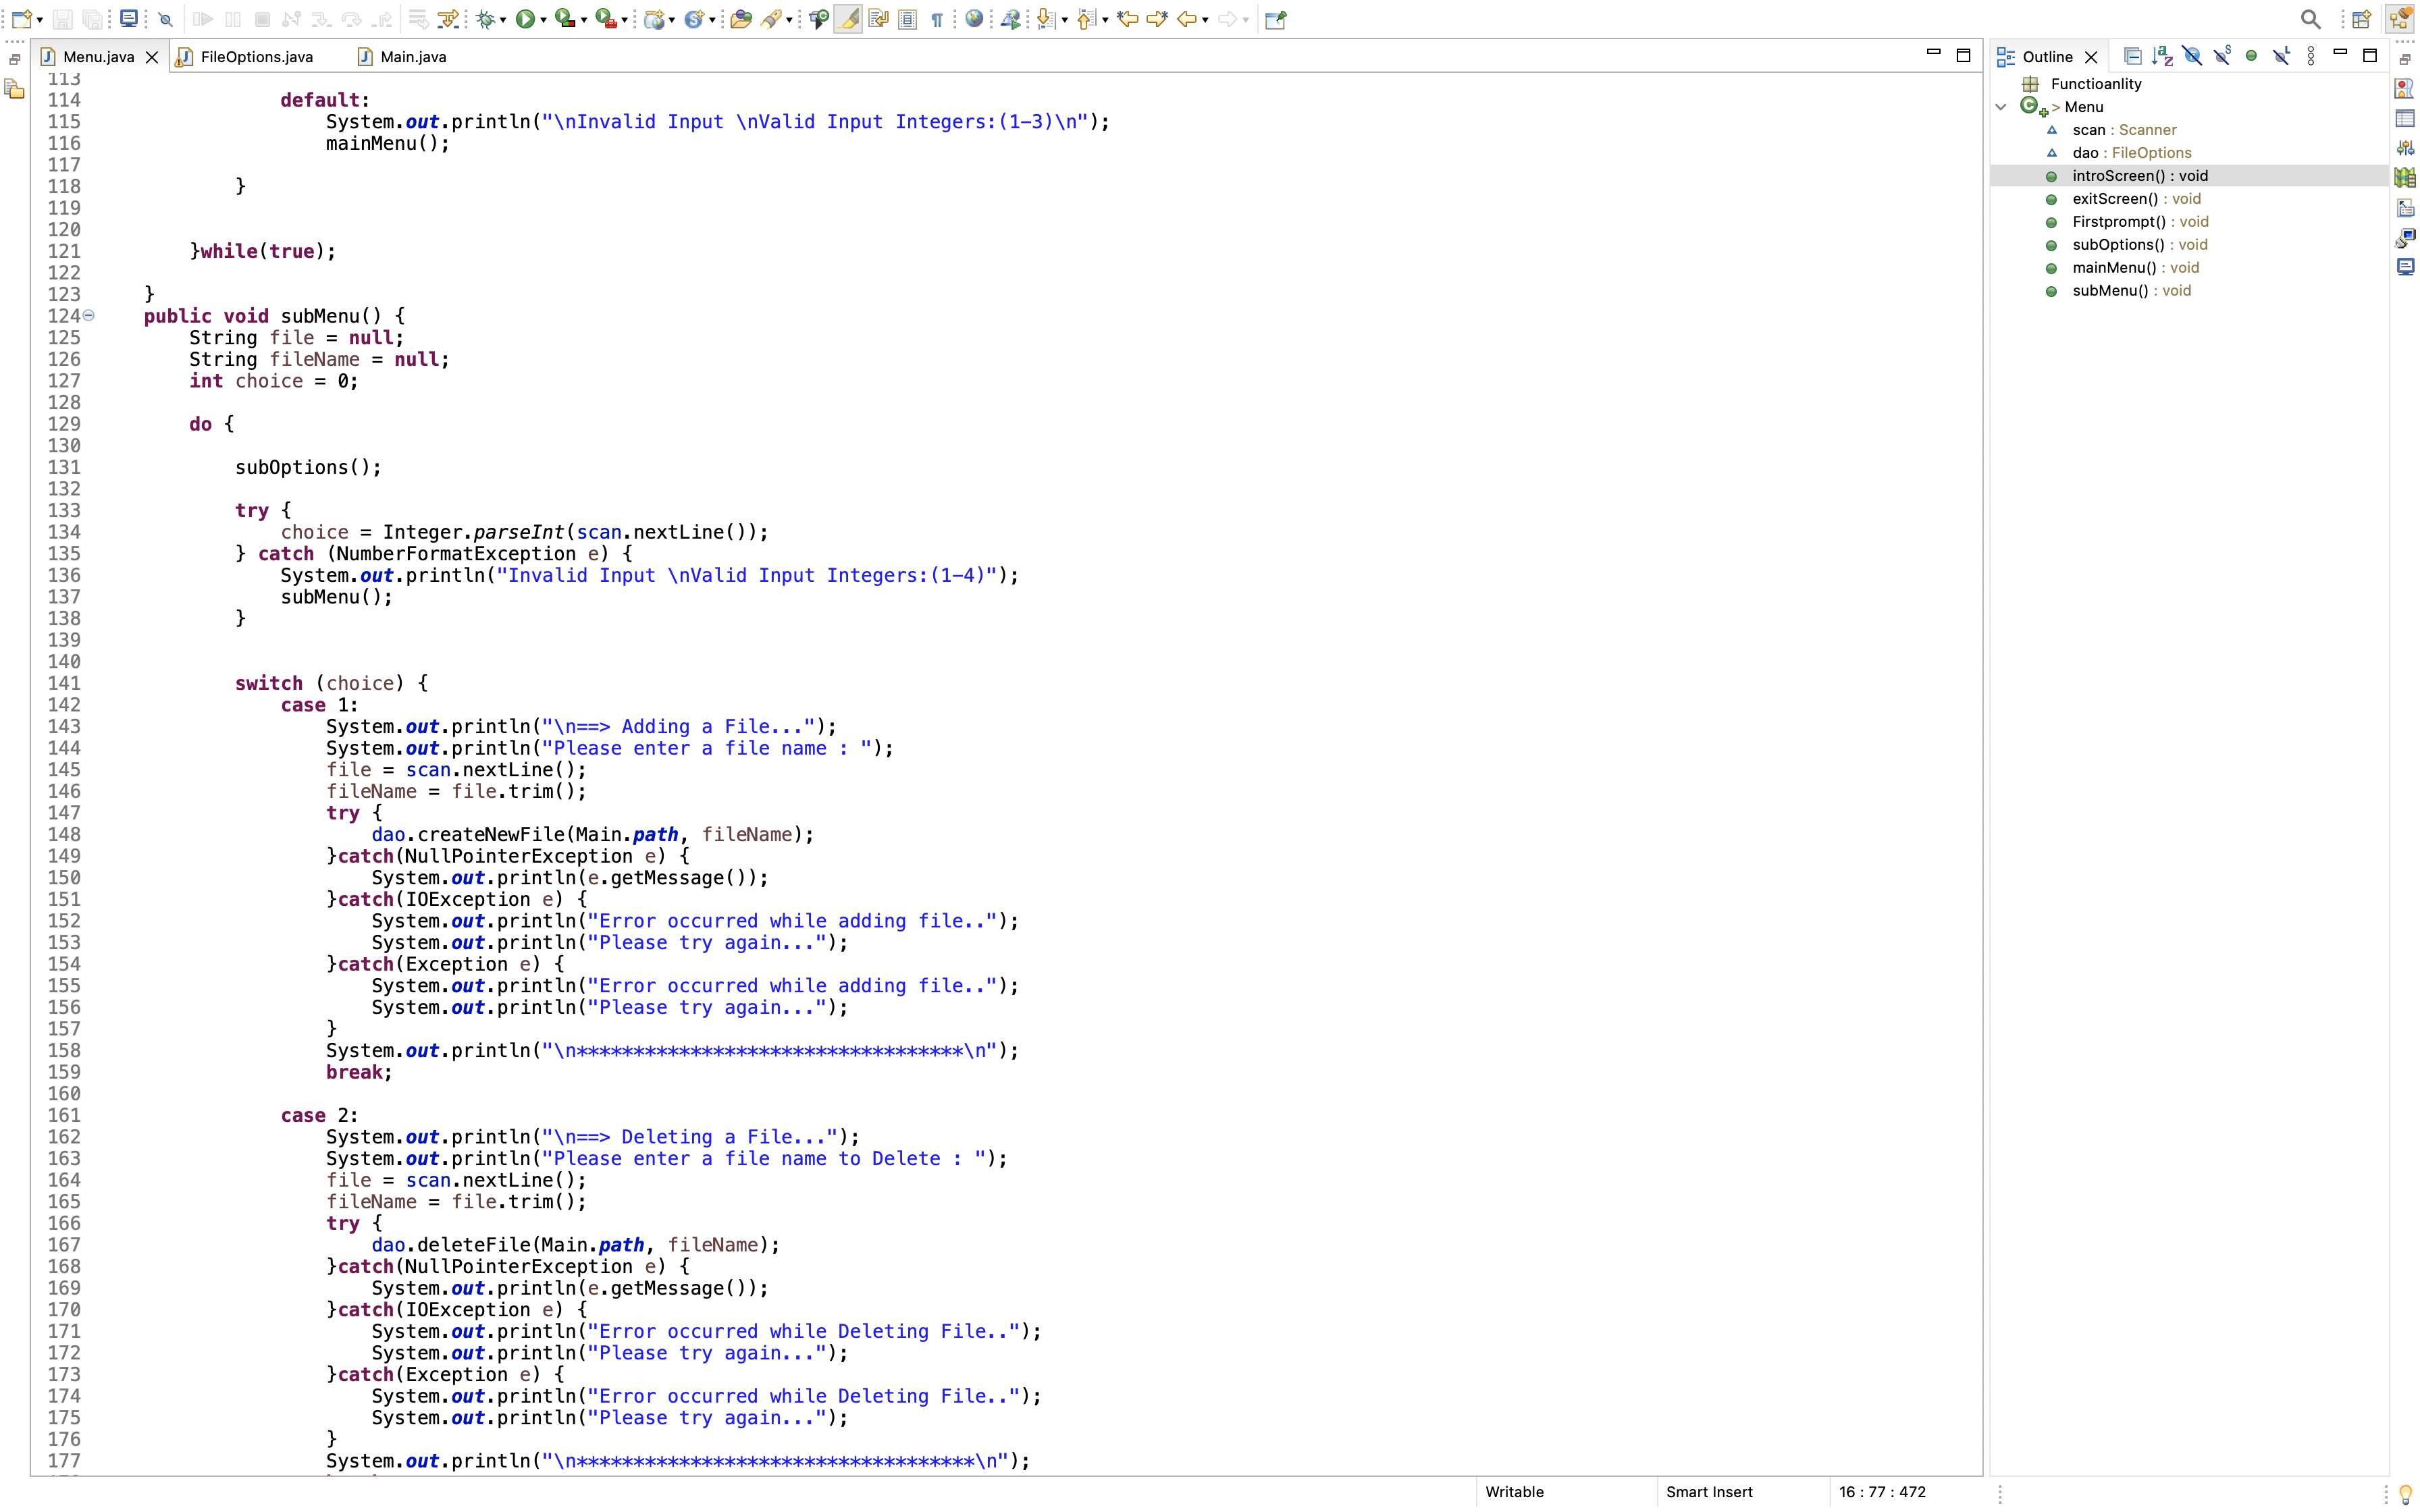 Menu.java
FileOptions.java
Main.java
113
114 default:
115 System.out.println("\nInvalid Input \nValid Input Integers:(1-3)\n");
116 mainMenu();
117
118 }
119
120
121 }while(true);
122
123 }
124 public void subMenu() {
125 String file = null;
126 String fileName = null;
127 int choice = 0;
128
129 do {
130
131 subOptions();
132
133 try {
134 choice = Integer.parseInt(scan.nextLine());
135 } catch (NumberFormatException e) {
136 System.out.println("Invalid Input \nValid Input Integers:(1-4)");
137 subMenu();
138 }
139
140
141 switch (choice) {
142 case 1:
143 System.out.println("\n==> Adding a File...");
144 System.out.println("Please enter a file name : ");
145 file = scan.nextLine();
146 fileName = file.trim();
147 try {
148 dao.createNewFile(Main.path, fileName);
149 }catch(NullPointerException e) {
150 System.out.println(e.getMessage());
151 }catch(IOException e) {
152 System.out.println("Error occurred while adding file..");
153 System.out.println("Please try again...");
154 }catch(Exception e) {
155 System.out.println("Error occurred while adding file..");
156 System.out.println("Please try again...");
157 }
158 System.out.println("\n**********************************\n");
159 break;
160
161 case 2:
162 System.out.println("\n==> Deleting a File...");
163 System.out.println("Please enter a file name to Delete : ");
164 file = scan.nextLine();
165 fileName = file.trim();
166 try {
167 dao.deleteFile(Main.path, fileName);
168 }catch(NullPointerException e) {
169 System.out.println(e.getMessage());
170 }catch(IOException e) {
171 System.out.println("Error occurred while Deleting File..");
172 System.out.println("Please try again...");
173 }catch(Exception e) {
174 System.out.println("Error occurred while Deleting File..");
175 System.out.println("Please try again...");
176 }
177 System.out.println("\n***********************************\n");
Outline
Functioanlity
> Menu
scan : Scanner
dao : FileOptions
introScreen() : void
exitScreen() : void
Firstprompt() : void
subOptions() : void
mainMenu() : void
subMenu() : void
Writable
Smart Insert
16 : 77 : 472